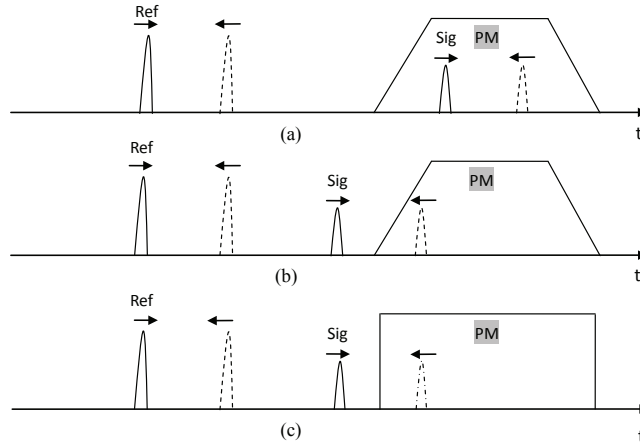 Ref
Sig PM
(a) t
Ref
Sig PM
(b) t
Ref
Sig PM
(c) t